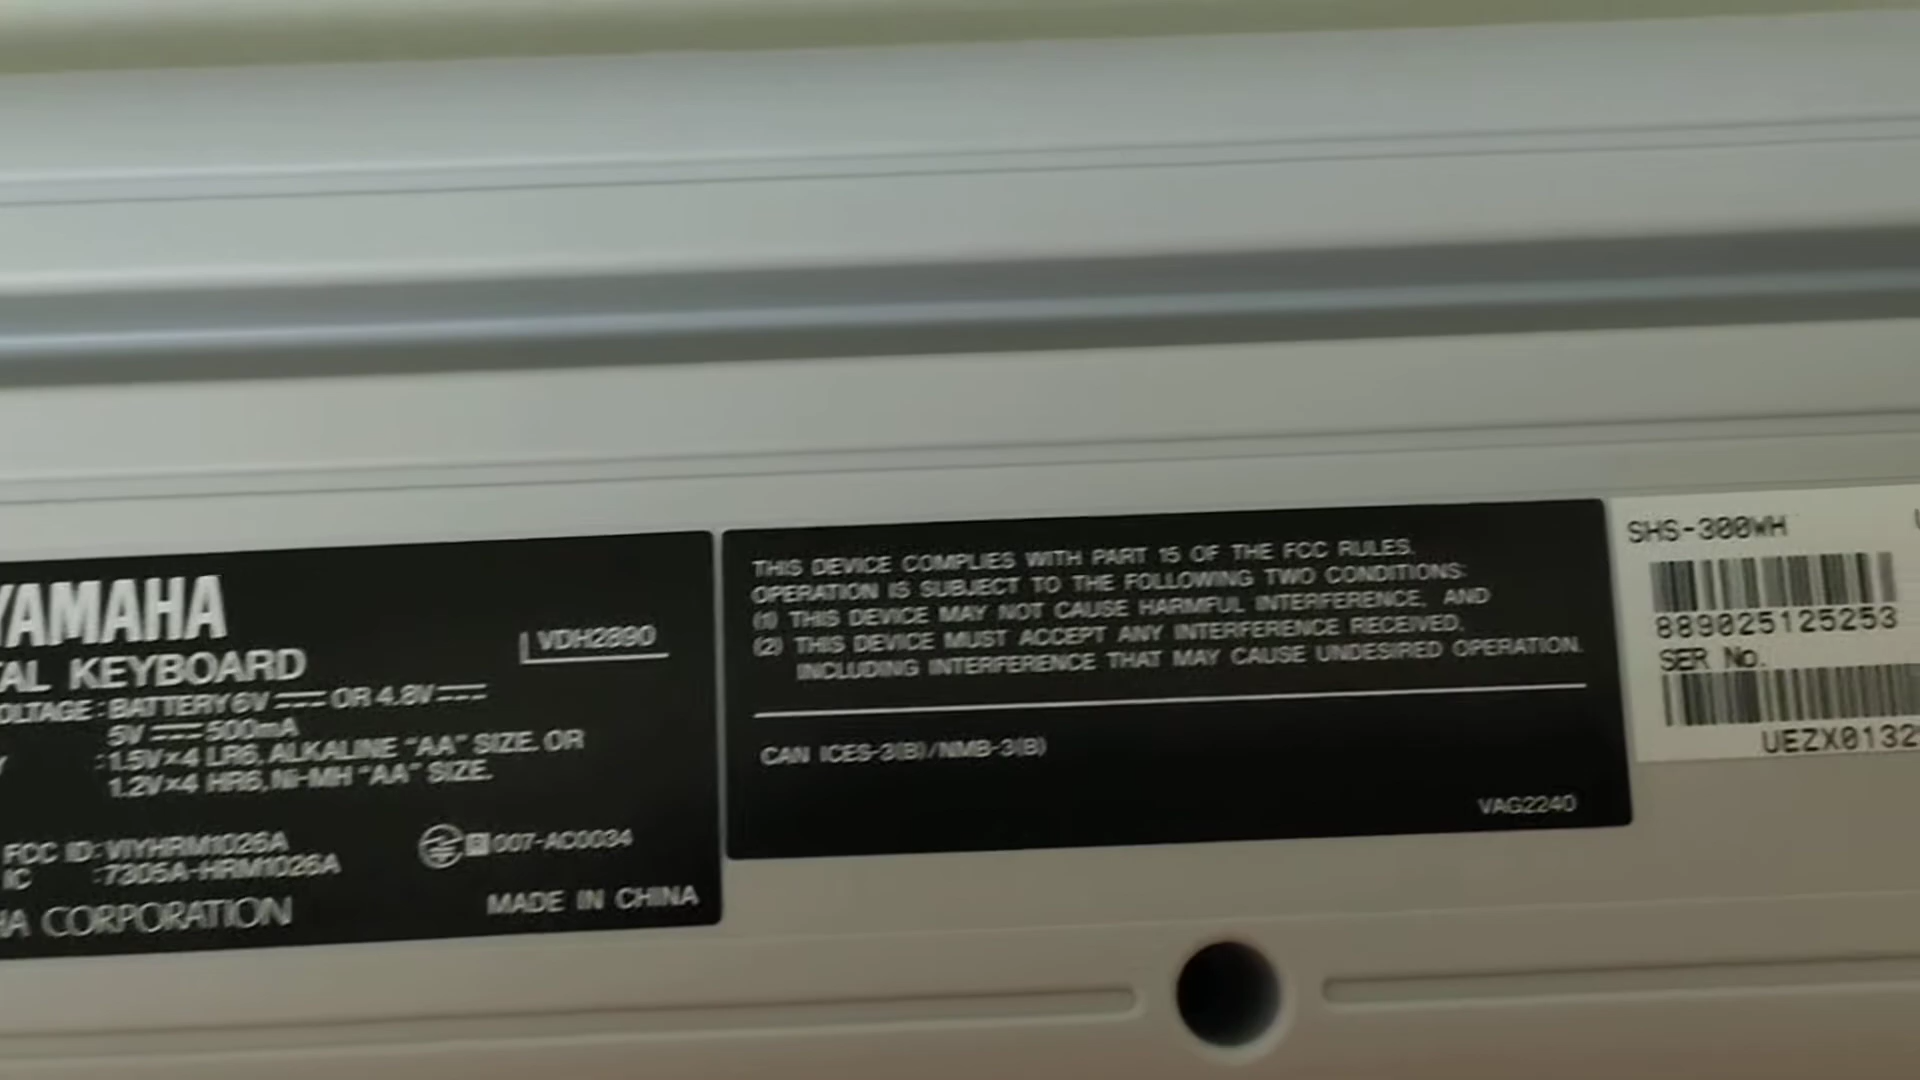 YAMAHA
TAL KEYBOARD
VDH2890
OLTAGE : BATTERY 6V ⎓ OR 4.8V ⎓
5V ⎓ 500mA
Y : 1.5V×4 LR6, ALKALINE "AA" SIZE. OR
1.2V×4 HR6, Ni-MH "AA" SIZE.
FCC ID: VIYHRM1026A
IC : 7305A-HRM1026A
R 007-AC0034
HA CORPORATION
MADE IN CHINA
THIS DEVICE COMPLIES WITH PART 15 OF THE FCC RULES.
OPERATION IS SUBJECT TO THE FOLLOWING TWO CONDITIONS:
(1) THIS DEVICE MAY NOT CAUSE HARMFUL INTERFERENCE, AND
(2) THIS DEVICE MUST ACCEPT ANY INTERFERENCE RECEIVED,
INCLUDING INTERFERENCE THAT MAY CAUSE UNDESIRED OPERATION.
CAN ICES-3(B)/NMB-3(B)
VAG2240
SHS-300WH
889025125253
SER No.
UEZX0132